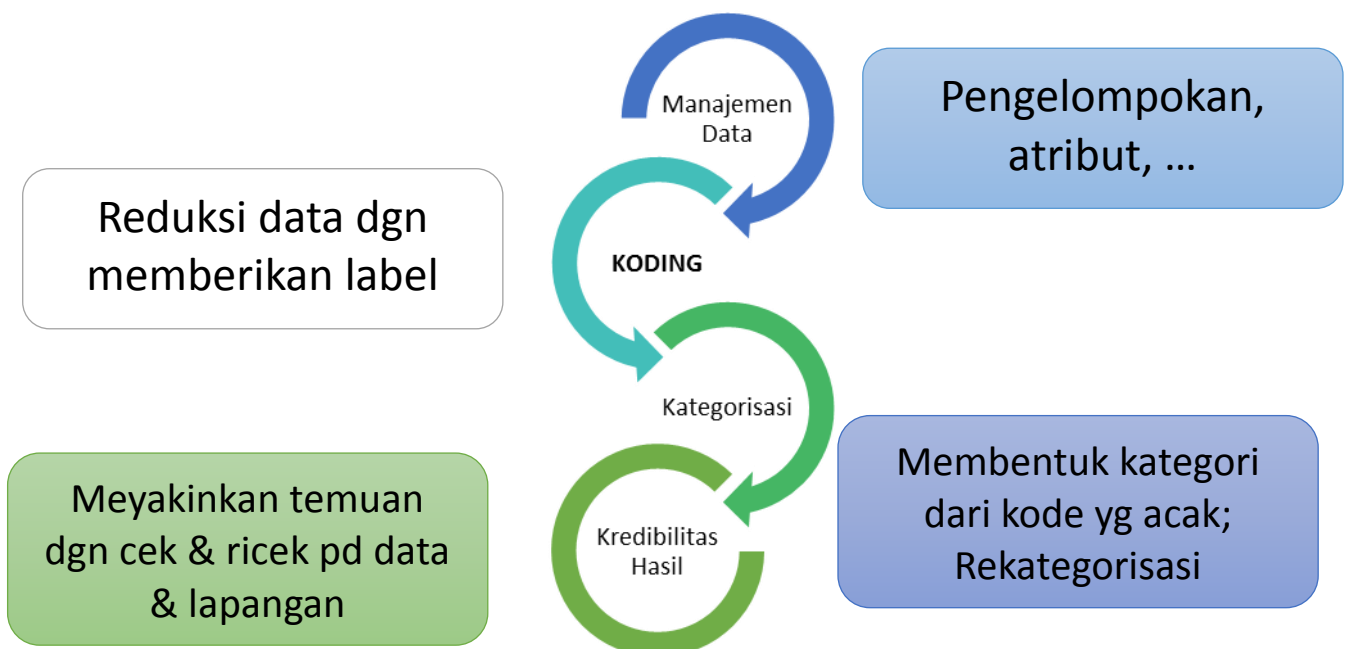 Manajemen
Data
Pengelompokan,
atribut, ...
Reduksi data dgn
memberikan label
KODING
Kategorisasi
Membentuk kategori
dari kode yg acak;
Rekategorisasi
Meyakinkan temuan
dgn cek & ricek pd data
& lapangan
Kredibilitas
Hasil